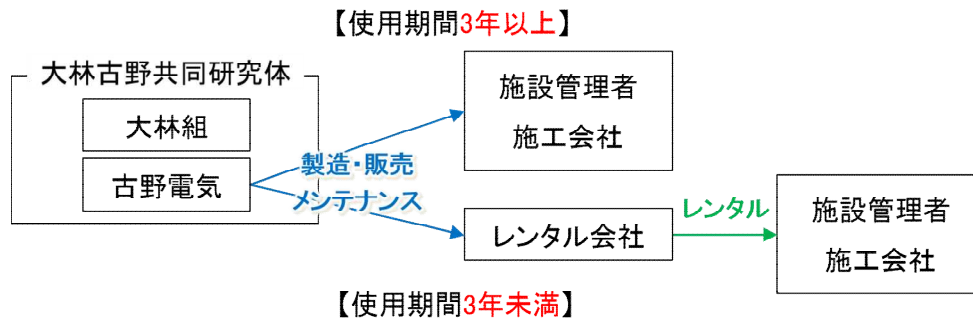 【使用期間3年以上】
大林古野共同研究体
大林組
古野電気
製造・販売
メンテナンス
施設管理者
施工会社
レンタル会社
レンタル
施設管理者
施工会社
【使用期間3年未満】